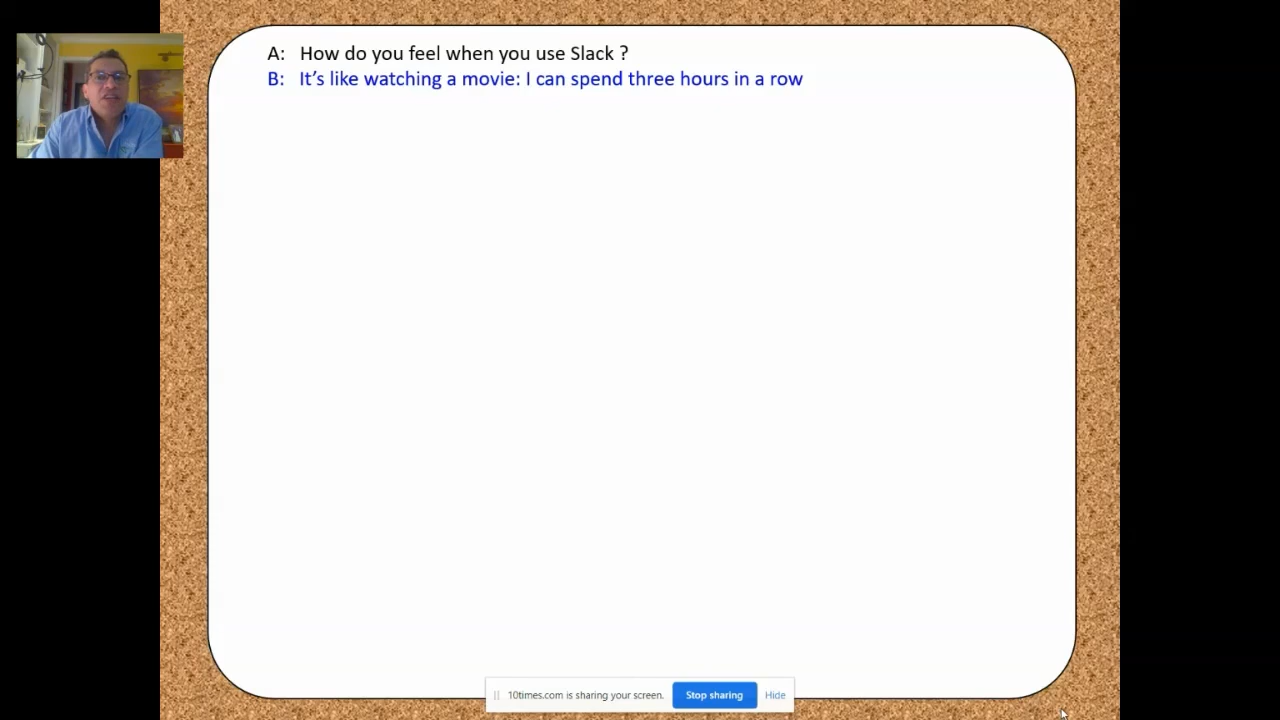 A: How do you feel when you use Slack ?
B: It’s like watching a movie: I can spend three hours in a row
10times.com is sharing your screen. Stop sharing Hide